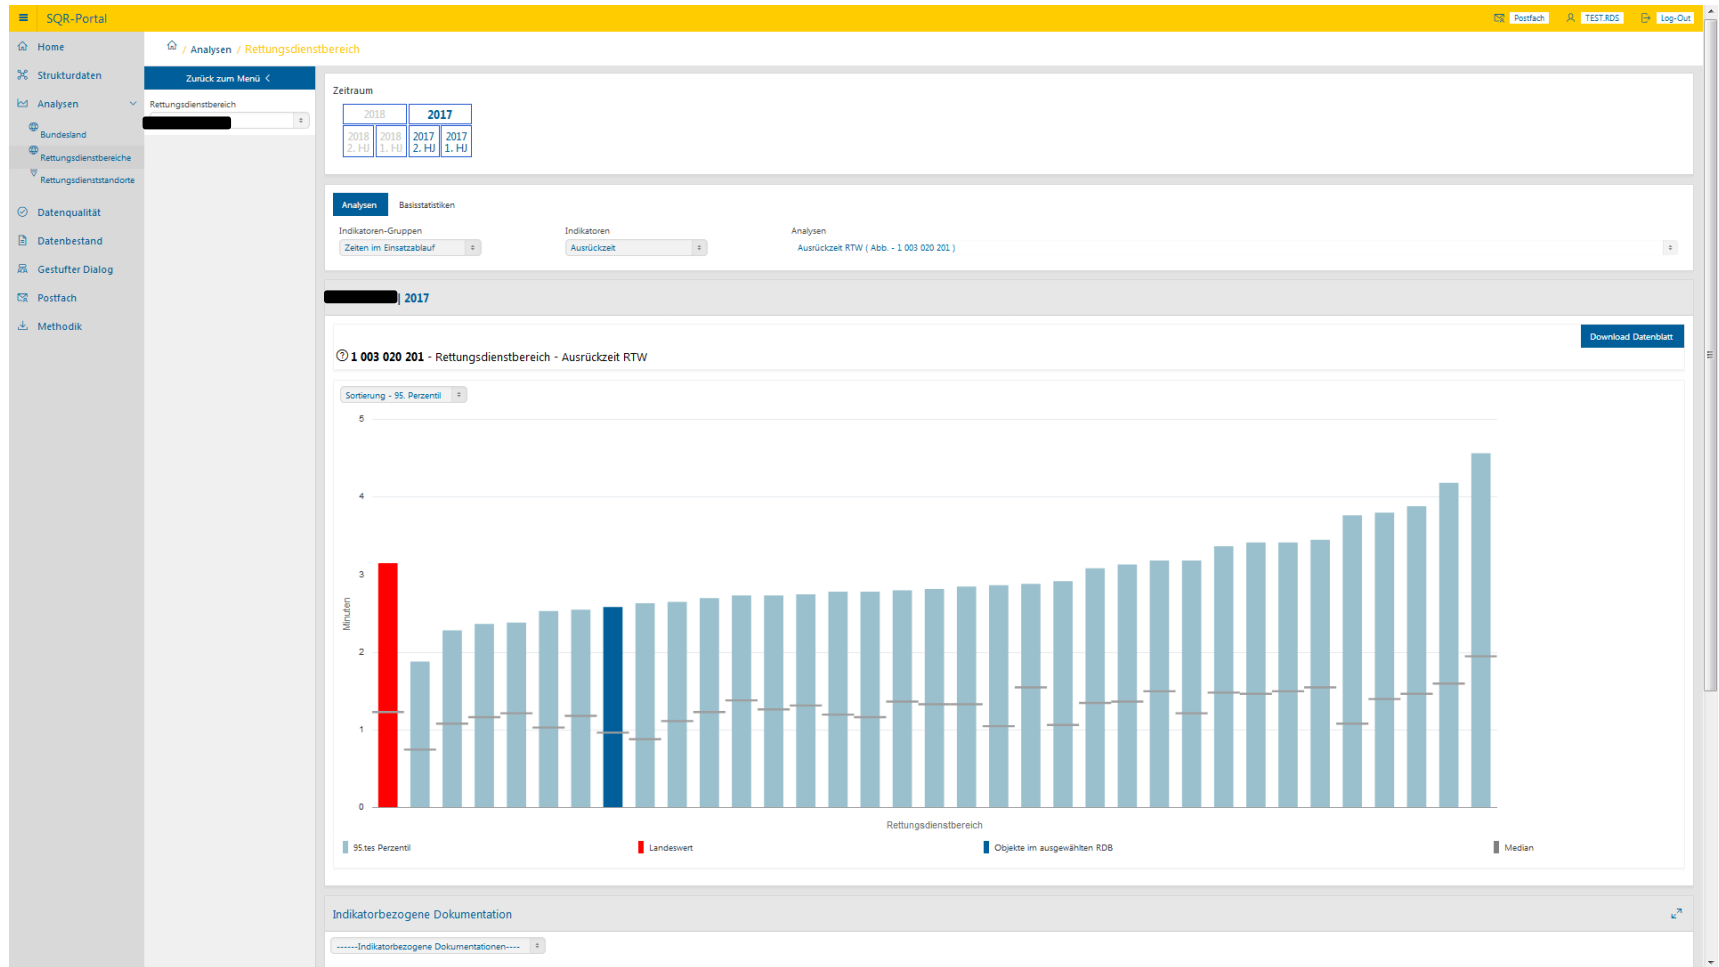 SQR-Portal
Postfach
TEST.RDS
Log-Out
Home
Strukturdaten
Analysen
Bundesland
Rettungsdienstbereiche
Rettungsdienststandorte
Datenqualität
Datenbestand
Gestufter Dialog
Postfach
Methodik
/ Analysen / Rettungsdienstbereich
Zurück zum Menü <
Rettungsdienstbereich
Zeitraum
2018 2017
2018 2018 2017 2017
2. HJ 1. HJ 2. HJ 1. HJ
Analysen Basisstatistiken
Indikatoren-Gruppen Indikatoren Analysen
Zeiten im Einsatzablauf Ausrückzeit Ausrückzeit RTW ( Abb. - 1 003 020 201 )
| 2017
Download Datenblatt
1 003 020 201 - Rettungsdienstbereich - Ausrückzeit RTW
Sortierung - 95. Perzentil
5
4
3
2
1
0
Minuten
Rettungsdienstbereich
95.tes Perzentil Landeswert Objekte im ausgewählten RDB Median
Indikatorbezogene Dokumentation
------Indikatorbezogene Dokumentationen----